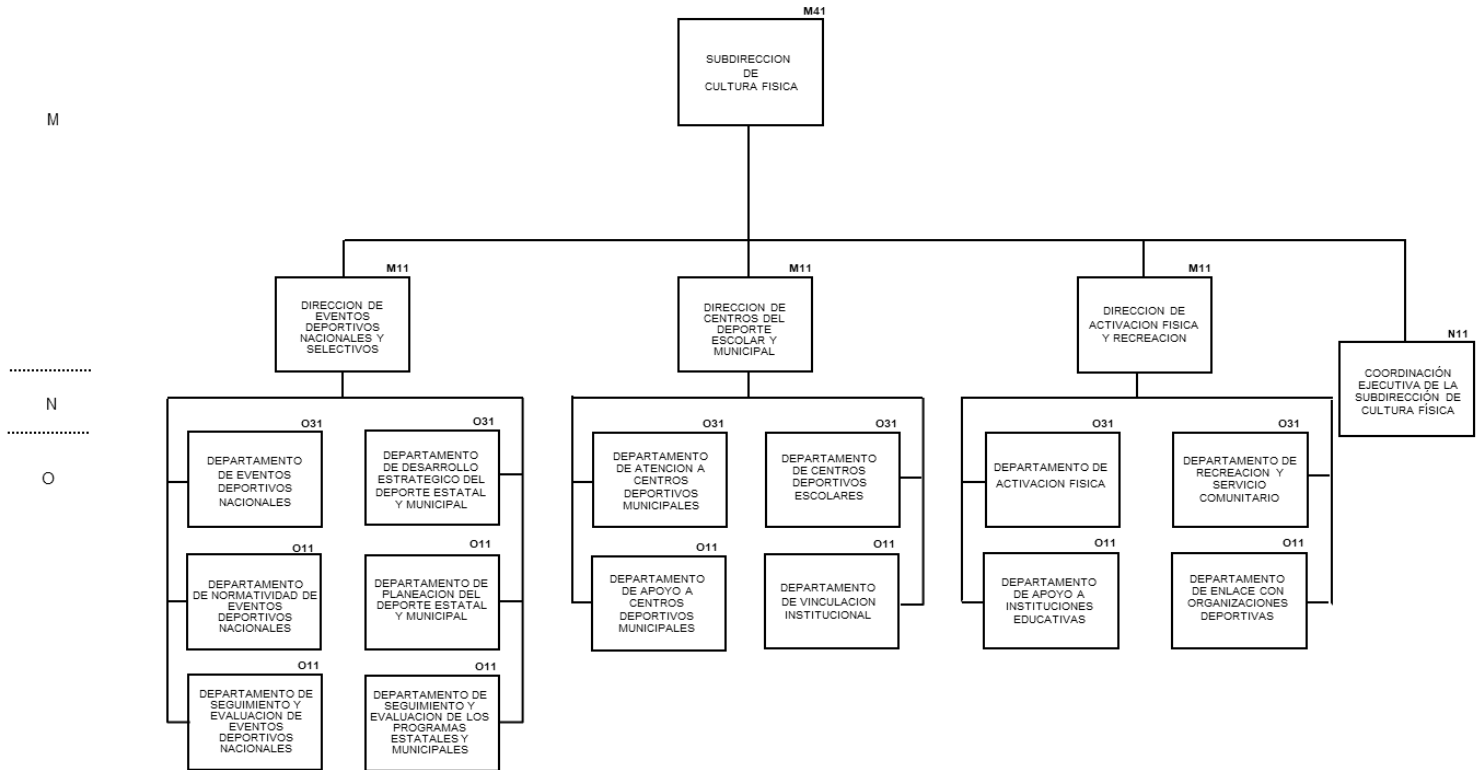 M41
SUBDIRECCION
DE
CULTURA FISICA
M
M11
DIRECCION DE
EVENTOS
DEPORTIVOS
NACIONALES Y
SELECTIVOS
M11
DIRECCION DE
CENTROS DEL
DEPORTE
ESCOLAR Y
MUNICIPAL
M11
DIRECCION DE
ACTIVACION FISICA
Y RECREACION
N11
COORDINACIÓN
EJECUTIVA DE LA
SUBDIRECCIÓN DE
CULTURA FÍSICA
N
O
O31
DEPARTAMENTO
DE EVENTOS
DEPORTIVOS
NACIONALES
O31
DEPARTAMENTO
DE DESARROLLO
ESTRATEGICO DEL
DEPORTE ESTATAL
Y MUNICIPAL
O31
DEPARTAMENTO
DE ATENCION A
CENTROS
DEPORTIVOS
MUNICIPALES
O31
DEPARTAMENTO
DE CENTROS
DEPORTIVOS
ESCOLARES
O31
DEPARTAMENTO DE
ACTIVACION FISICA
O31
DEPARTAMENTO DE
RECREACION Y
SERVICIO
COMUNITARIO
O11
DEPARTAMENTO
DE NORMATIVIDAD DE
EVENTOS
DEPORTIVOS
NACIONALES
O11
DEPARTAMENTO DE
PLANEACION DEL
DEPORTE ESTATAL
Y MUNICIPAL
O11
DEPARTAMENTO
DE APOYO A
CENTROS
DEPORTIVOS
MUNICIPALES
O11
DEPARTAMENTO
DE VINCULACION
INSTITUCIONAL
O11
DEPARTAMENTO
DE APOYO A
INSTITUCIONES
EDUCATIVAS
O11
DEPARTAMENTO
DE ENLACE CON
ORGANIZACIONES
DEPORTIVAS
O11
DEPARTAMENTO DE
SEGUIMIENTO Y
EVALUACION DE
EVENTOS
DEPORTIVOS
NACIONALES
O11
DEPARTAMENTO DE
SEGUIMIENTO Y
EVALUACION DE LOS
PROGRAMAS
ESTATALES Y
MUNICIPALES